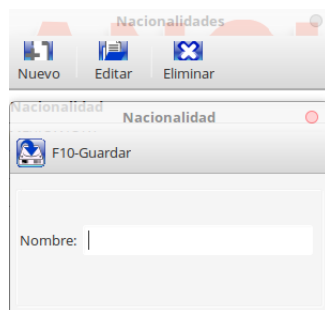 Nacionalidades
Nuevo Editar Eliminar
Nacionalidad
Nacionalidad
F10-Guardar
Nombre: